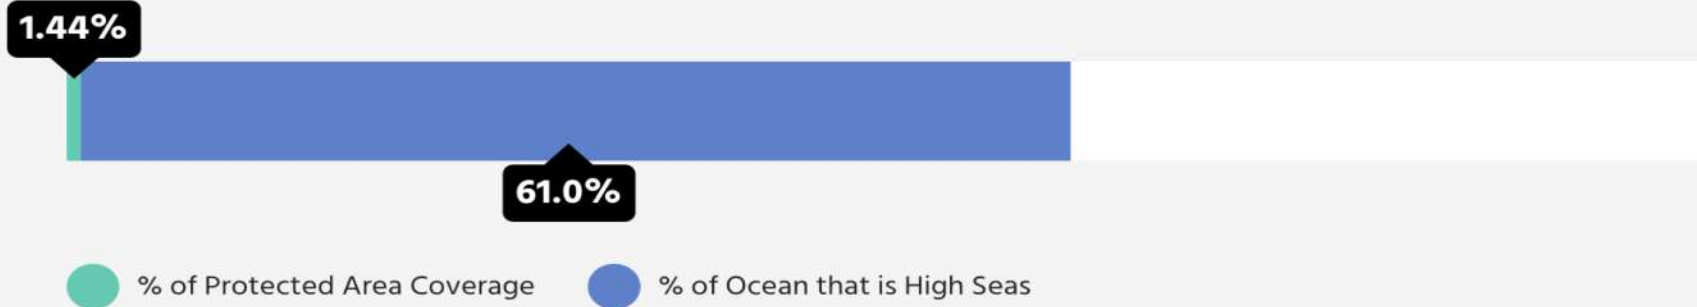 1.44%
61.0%
% of Protected Area Coverage
% of Ocean that is High Seas